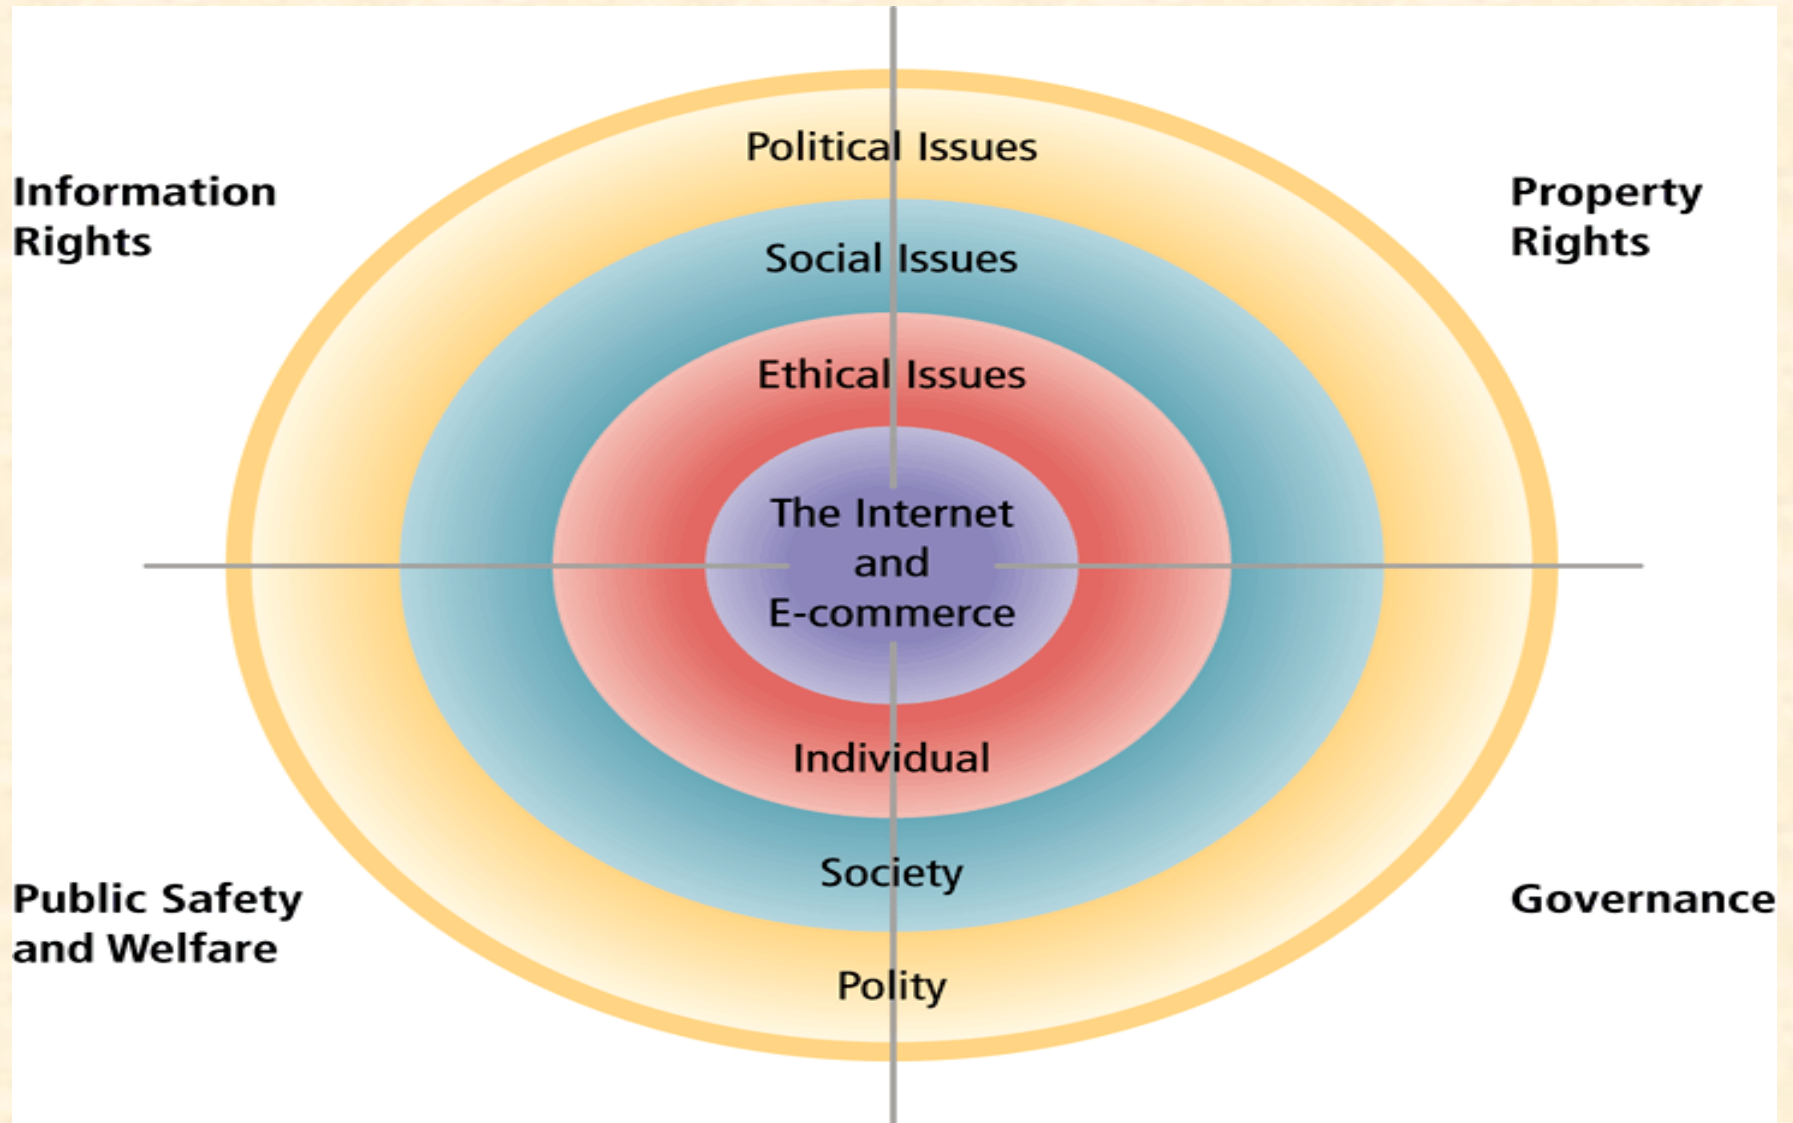 Political Issues
Information
Rights
Property
Rights
Social Issues
Ethical Issues
The Internet
and
E-commerce
Individual
Society
Public Safety
and Welfare
Governance
Polity